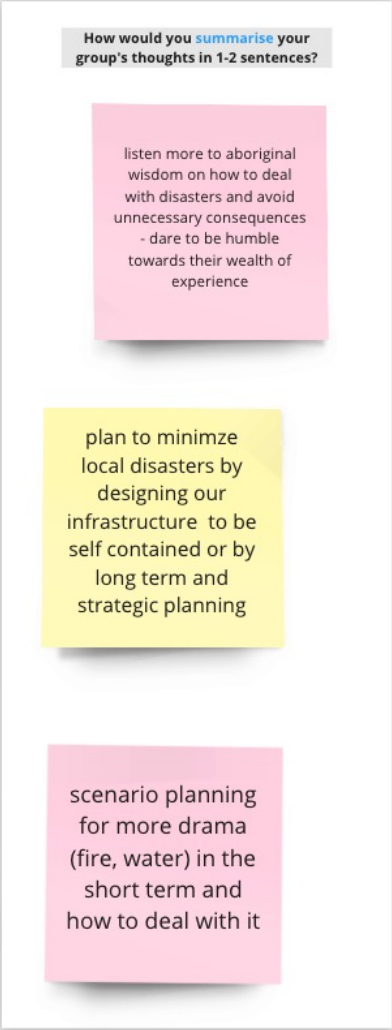 How would you summarise your
group's thoughts in 1-2 sentences?
listen more to aboriginal
wisdom on how to deal
with disasters and avoid
unnecessary consequences
- dare to be humble
towards their wealth of
experience
plan to minimze
local disasters by
designing our
infrastructure to be
self contained or by
long term and
strategic planning
scenario planning
for more drama
(fire, water) in the
short term and
how to deal with it